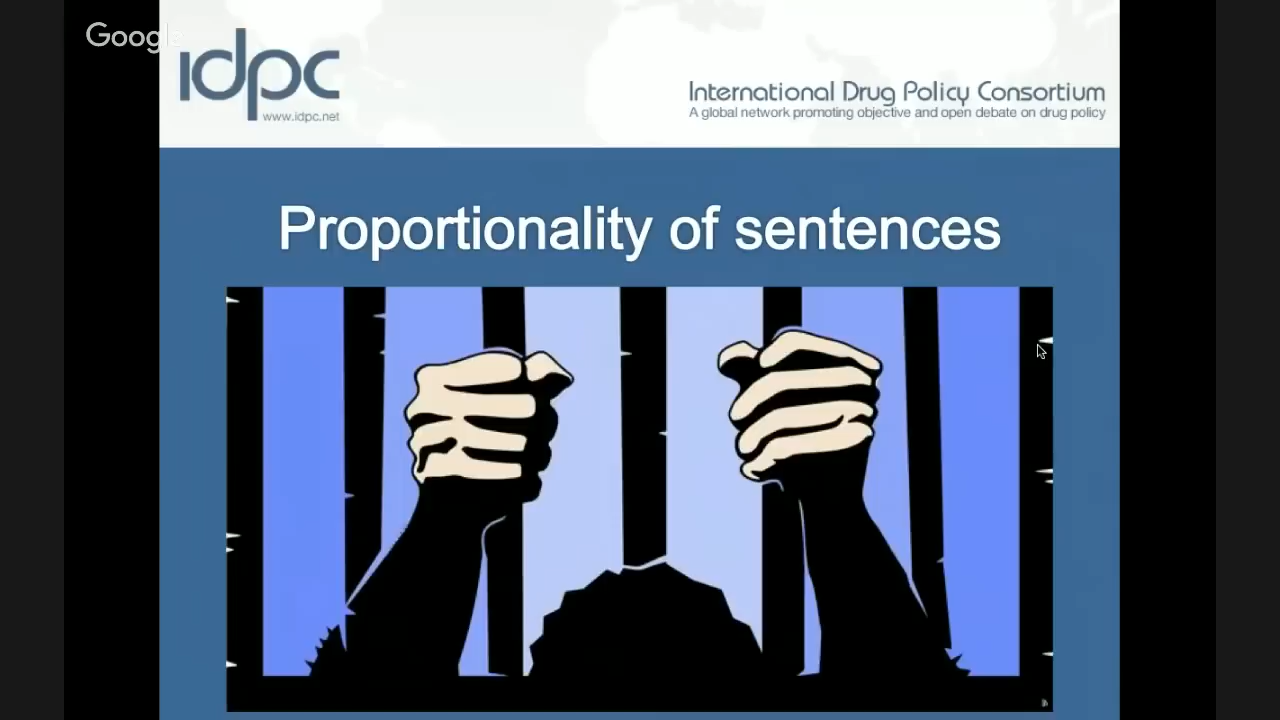 Google
idpc
www.idpc.net
International Drug Policy Consortium
A global network promoting objective and open debate on drug policy
Proportionality of sentences